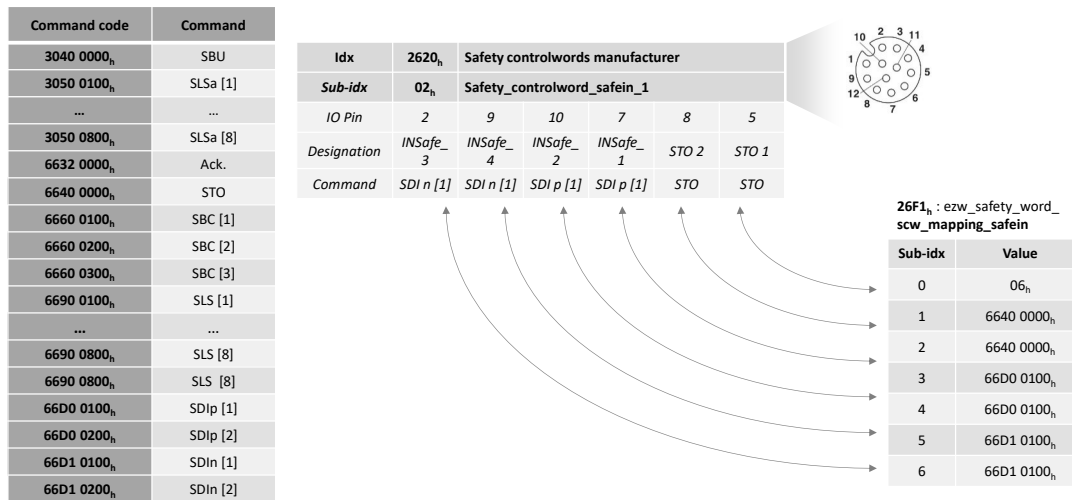 Command code Command
3040 0000h SBU
3050 0100h SLSa [1]
... ...
3050 0800h SLSa [8]
6632 0000h Ack.
6640 0000h STO
6660 0100h SBC [1]
6660 0200h SBC [2]
6660 0300h SBC [3]
6690 0100h SLS [1]
... ...
6690 0800h SLS [8]
6690 0800h SLS [8]
66D0 0100h SDIp [1]
66D0 0200h SDIp [2]
66D1 0100h SDIn [1]
66D1 0200h SDIn [2]
Idx 2620h Safety controlwords manufacturer
Sub-idx 02h Safety_controlword_safein_1
IO Pin 2 9 10 7 8 5
Designation INSafe_3 INSafe_4 INSafe_2 INSafe_1 STO 2 STO 1
Command SDI n [1] SDI n [1] SDI p [1] SDI p [1] STO STO
2 3 11
10 4
1
9 5
12 6
8 7
26F1h : ezw_safety_word_
scw_mapping_safein
Sub-idx Value
0 06h
1 6640 0000h
2 6640 0000h
3 66D0 0100h
4 66D0 0100h
5 66D1 0100h
6 66D1 0100h